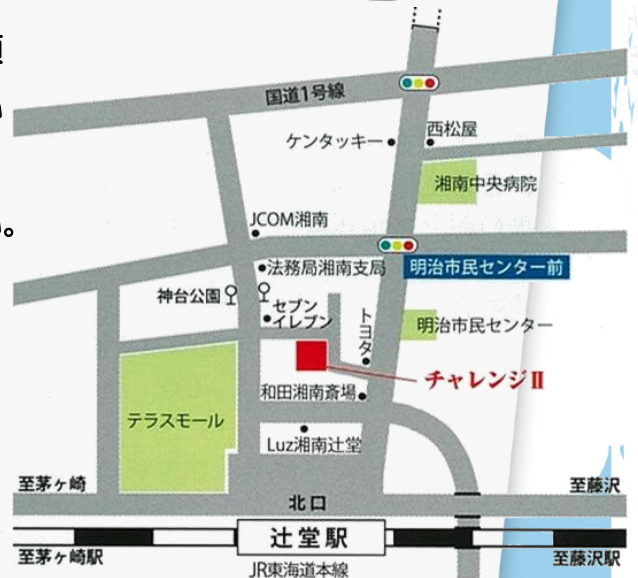 国道1号線
ケンタッキー
西松屋
湘南中央病院
JCOM湘南
法務局湘南支局
明治市民センター前
神台公園
セブン
イレブン
トヨタ
明治市民センター
チャレンジⅡ
和田湘南斎場
テラスモール
Luz湘南辻堂
至茅ヶ崎
北口
至藤沢
辻堂駅
至茅ヶ崎駅
至藤沢駅
JR東海道本線